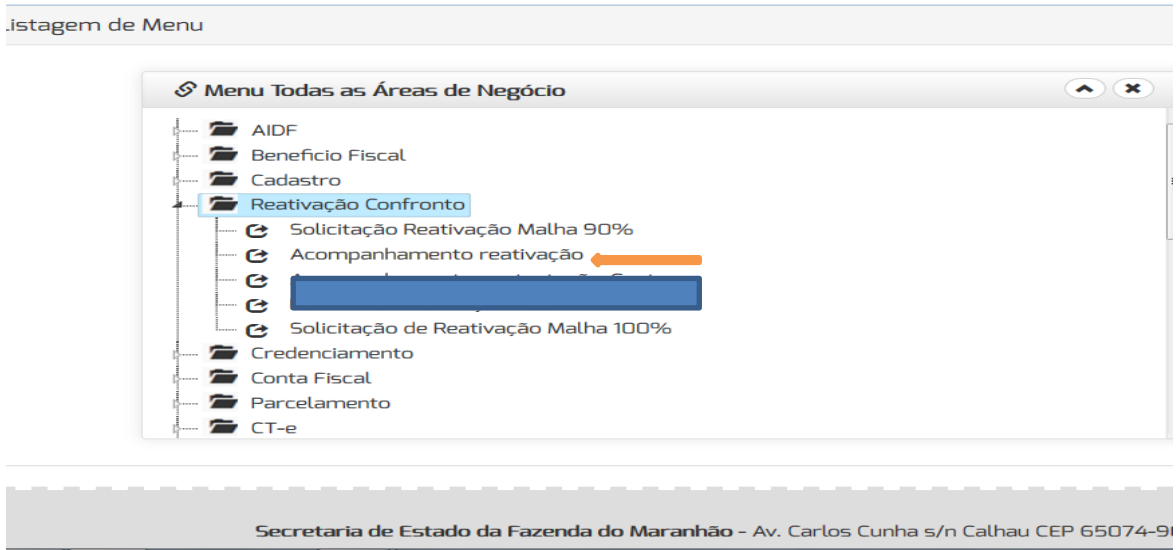 istagem de Menu
Menu Todas as Áreas de Negócio
AIDF
Beneficio Fiscal
Cadastro
Reativação Confronto
Solicitação Reativação Malha 90%
Acompanhamento reativação
Solicitação de Reativação Malha 100%
Credenciamento
Conta Fiscal
Parcelamento
CT-e
Secretaria de Estado da Fazenda do Maranhão - Av. Carlos Cunha s/n Calhau CEP 65074-9